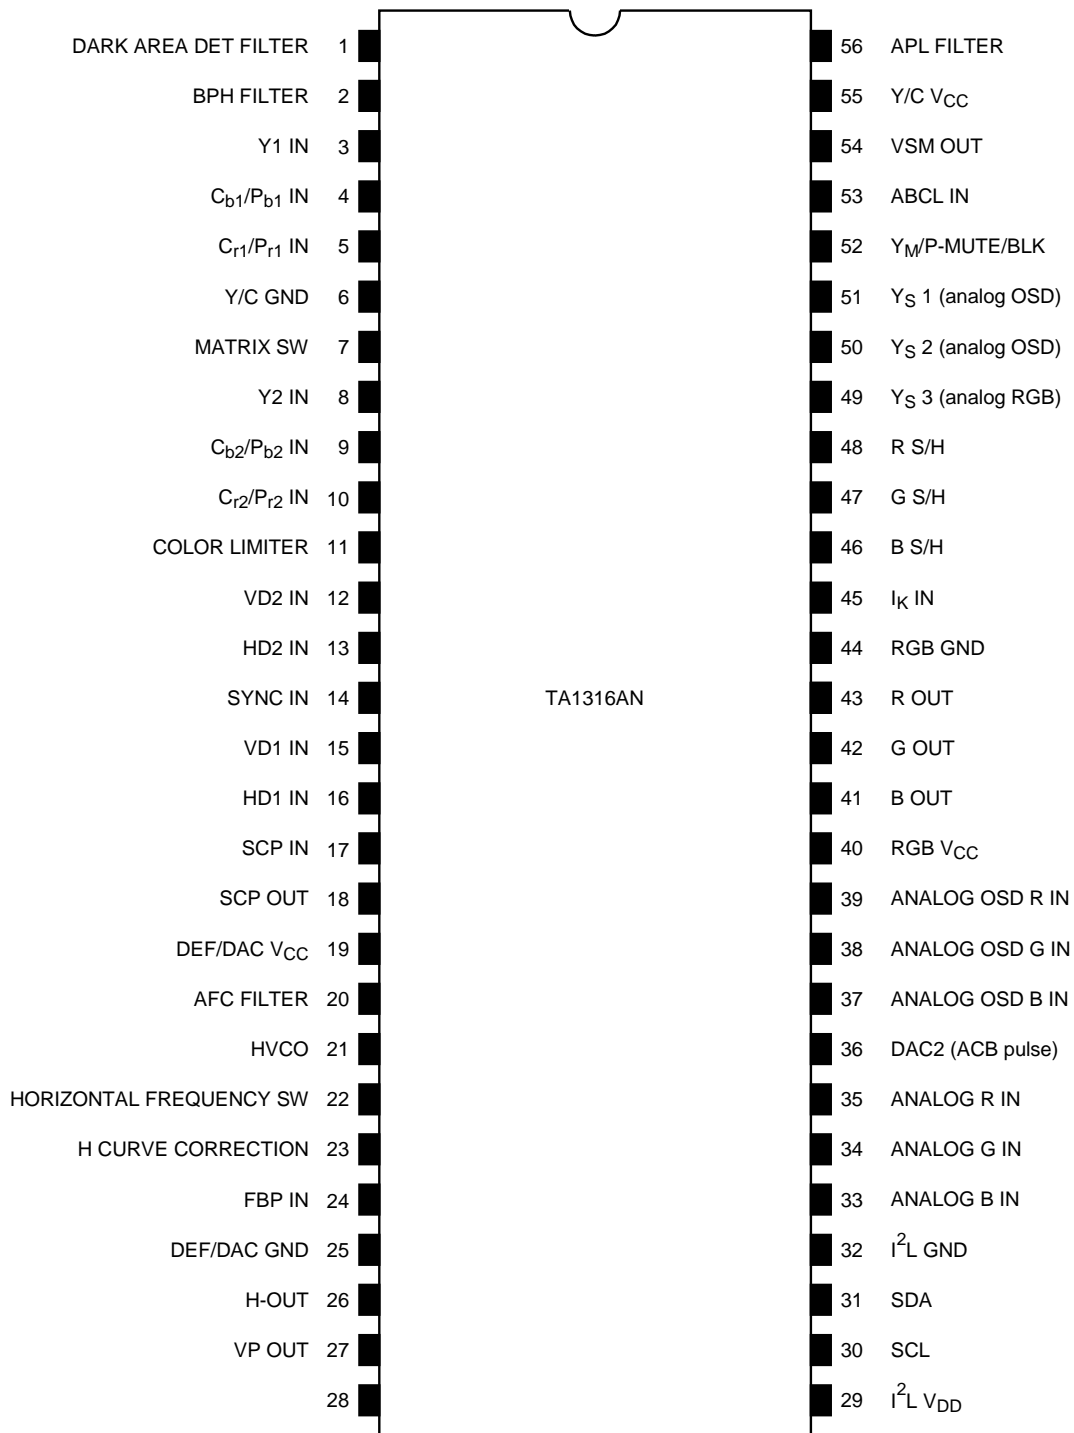 DARK AREA DET FILTER 1 56 APL FILTER
BPH FILTER 2 55 Y/C VCC
Y1 IN 3 54 VSM OUT
Cb1/Pb1 IN 4 53 ABCL IN
Cr1/Pr1 IN 5 52 YM/P-MUTE/BLK
Y/C GND 6 51 YS 1 (analog OSD)
MATRIX SW 7 50 YS 2 (analog OSD)
Y2 IN 8 49 YS 3 (analog RGB)
Cb2/Pb2 IN 9 48 R S/H
Cr2/Pr2 IN 10 47 G S/H
COLOR LIMITER 11 46 B S/H
VD2 IN 12 45 IK IN
HD2 IN 13 44 RGB GND
SYNC IN 14 TA1316AN 43 R OUT
VD1 IN 15 42 G OUT
HD1 IN 16 41 B OUT
SCP IN 17 40 RGB VCC
SCP OUT 18 39 ANALOG OSD R IN
DEF/DAC VCC 19 38 ANALOG OSD G IN
AFC FILTER 20 37 ANALOG OSD B IN
HVCO 21 36 DAC2 (ACB pulse)
HORIZONTAL FREQUENCY SW 22 35 ANALOG R IN
H CURVE CORRECTION 23 34 ANALOG G IN
FBP IN 24 33 ANALOG B IN
DEF/DAC GND 25 32 I2L GND
H-OUT 26 31 SDA
VP OUT 27 30 SCL
28 29 I2L VDD